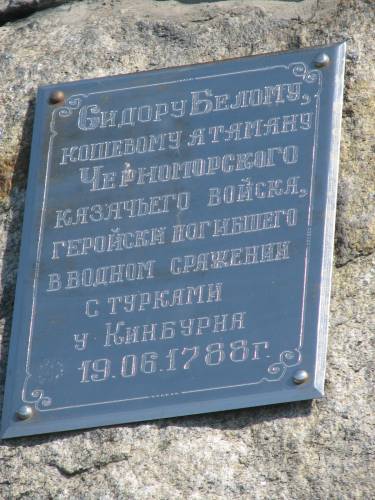 Сидору Белому,
кошевому атаману
Черноморского
казачьего войска,
геройски погибшего
в водном сражении
с турками
у Кинбурна
19.06.1788г.